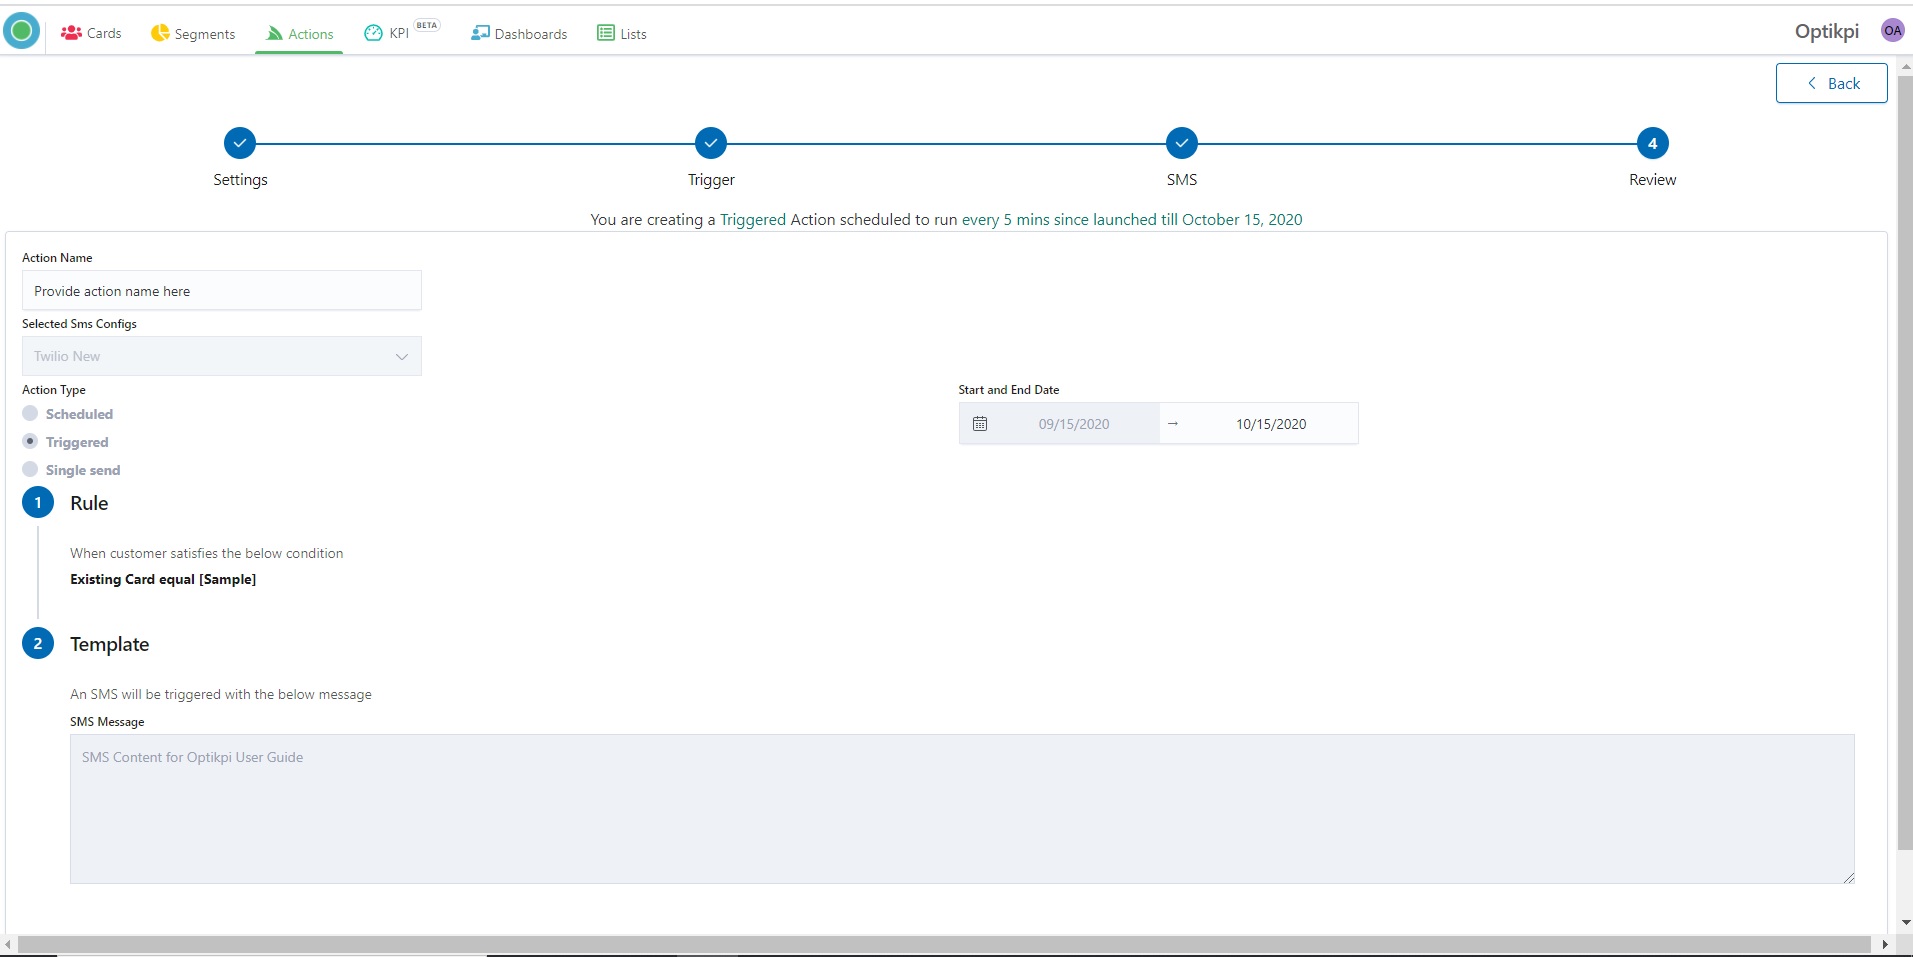 Cards
Segments
Actions
KPI BETA
Dashboards
Lists
Optikpi
OA
Back
4
Settings
Trigger
SMS
Review
You are creating a Triggered Action scheduled to run every 5 mins since launched till October 15, 2020
Action Name
Provide action name here
Selected Sms Configs
Twilio New
Action Type
Start and End Date
Scheduled
09/15/2020 → 10/15/2020
Triggered
Single send
1 Rule
When customer satisfies the below condition
Existing Card equal [Sample]
2 Template
An SMS will be triggered with the below message
SMS Message
SMS Content for Optikpi User Guide